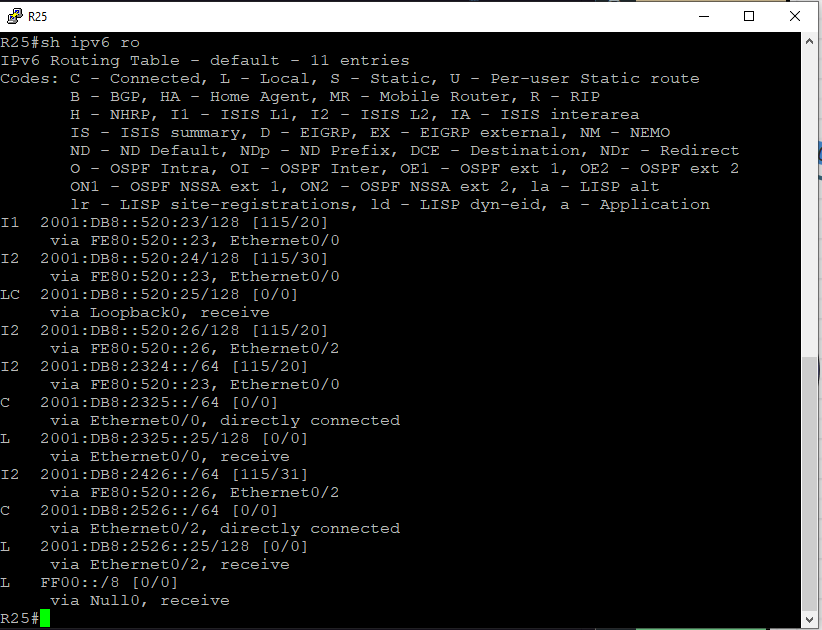 R25
R25#sh ipv6 ro
IPv6 Routing Table - default - 11 entries
Codes: C - Connected, L - Local, S - Static, U - Per-user Static route
       B - BGP, HA - Home Agent, MR - Mobile Router, R - RIP
       H - NHRP, I1 - ISIS L1, I2 - ISIS L2, IA - ISIS interarea
       IS - ISIS summary, D - EIGRP, EX - EIGRP external, NM - NEMO
       ND - ND Default, NDp - ND Prefix, DCE - Destination, NDr - Redirect
       O - OSPF Intra, OI - OSPF Inter, OE1 - OSPF ext 1, OE2 - OSPF ext 2
       ON1 - OSPF NSSA ext 1, ON2 - OSPF NSSA ext 2, la - LISP alt
       lr - LISP site-registrations, ld - LISP dyn-eid, a - Application
I1  2001:DB8::520:23/128 [115/20]
     via FE80:520::23, Ethernet0/0
I2  2001:DB8::520:24/128 [115/30]
     via FE80:520::23, Ethernet0/0
LC  2001:DB8::520:25/128 [0/0]
     via Loopback0, receive
I2  2001:DB8::520:26/128 [115/20]
     via FE80:520::26, Ethernet0/2
I2  2001:DB8:2324::/64 [115/20]
     via FE80:520::23, Ethernet0/0
C   2001:DB8:2325::/64 [0/0]
     via Ethernet0/0, directly connected
L   2001:DB8:2325::25/128 [0/0]
     via Ethernet0/0, receive
I2  2001:DB8:2426::/64 [115/31]
     via FE80:520::26, Ethernet0/2
C   2001:DB8:2526::/64 [0/0]
     via Ethernet0/2, directly connected
L   2001:DB8:2526::25/128 [0/0]
     via Ethernet0/2, receive
L   FF00::/8 [0/0]
     via Null0, receive
R25#